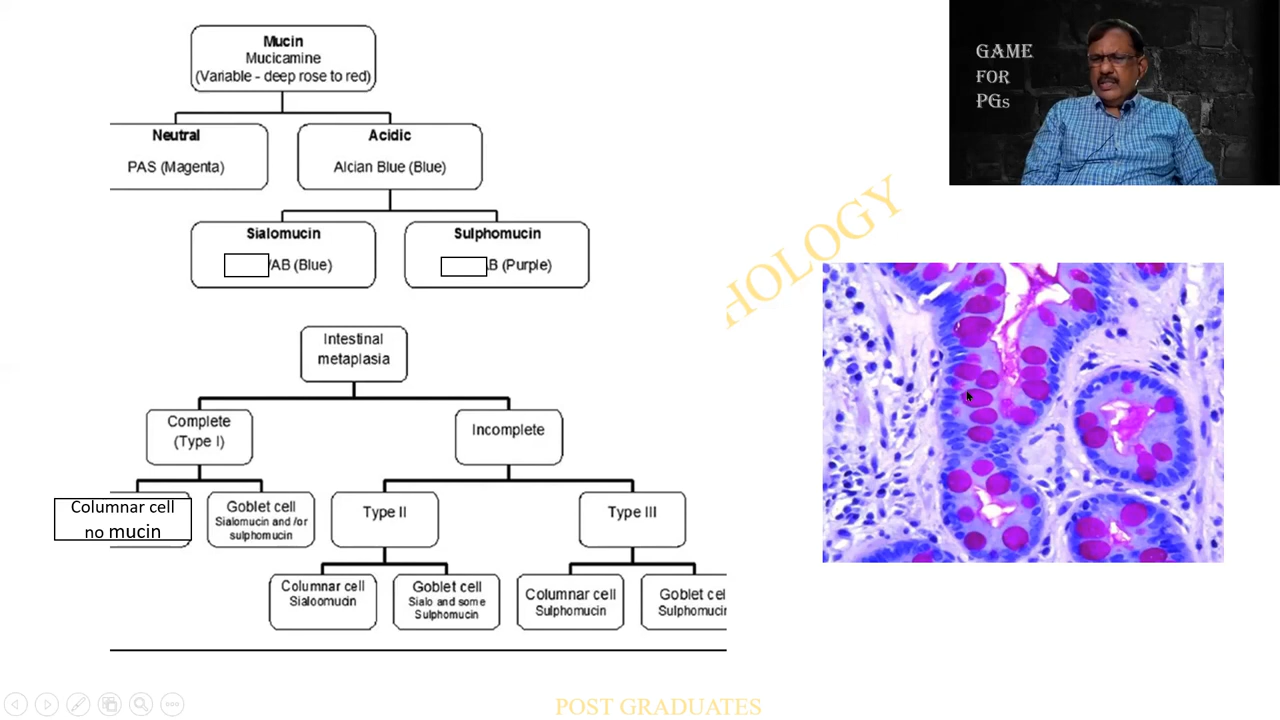 Mucin
Mucicamine
(Variable - deep rose to red)
GAME
FOR
PGs
Neutral
PAS (Magenta)
Acidic
Alcian Blue (Blue)
Sialomucin
/AB (Blue)
Sulphomucin
B (Purple)
HOLOGY
Intestinal
metaplasia
Complete
(Type I)
Incomplete
Columnar cell
no mucin
Goblet cell
Sialomucin and /or
sulphomucin
Type II
Type III
Columnar cell
Sialoomucin
Goblet cell
Sialo and some
Sulphomucin
Columnar cell
Sulphomucin
Goblet cel
Sulphomucin
POST GRADUATES